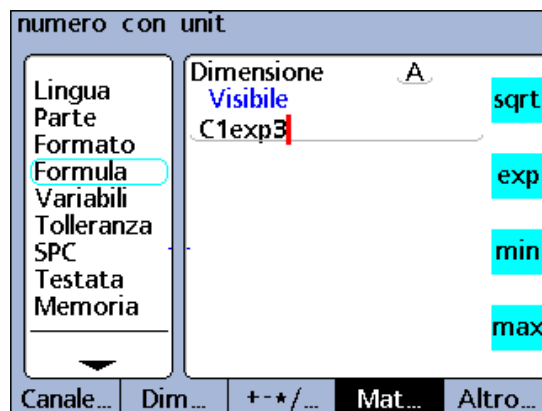 numero con unit
Lingua
Parte
Formato
Formula
Variabili
Tolleranza
SPC
Testata
Memoria
Dimensione A
Visibile
C1exp3
sqrt
exp
min
max
Canale... Dim... +-*/... Mat... Altro...